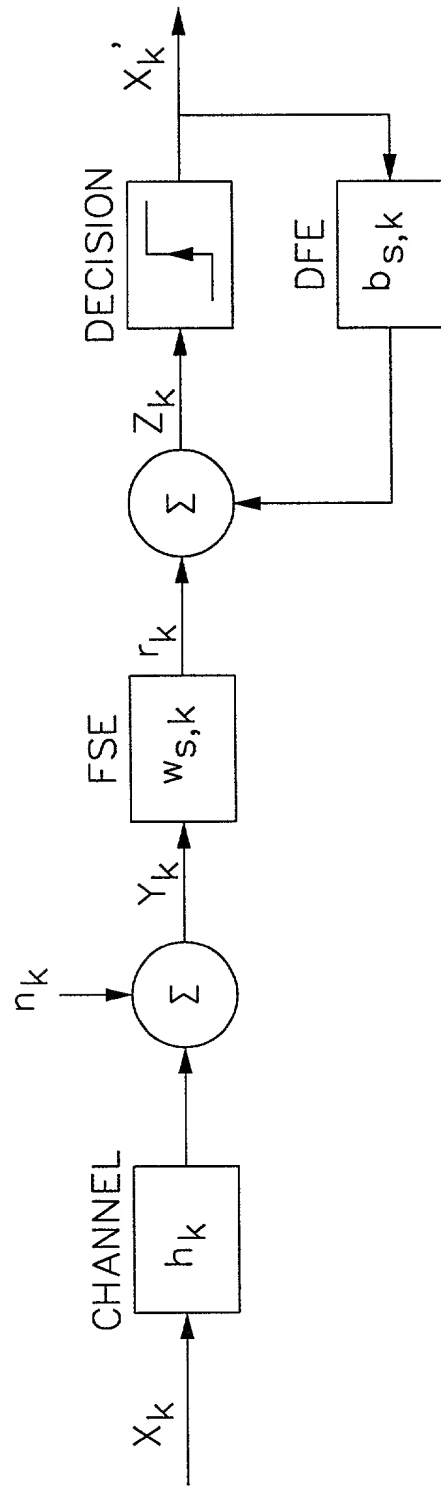 X_k
CHANNEL
h_k
n_k
Σ
Y_k
FSE
w_s,k
r_k
Σ
Z_k
DECISION
X_k'
DFE
b_s,k